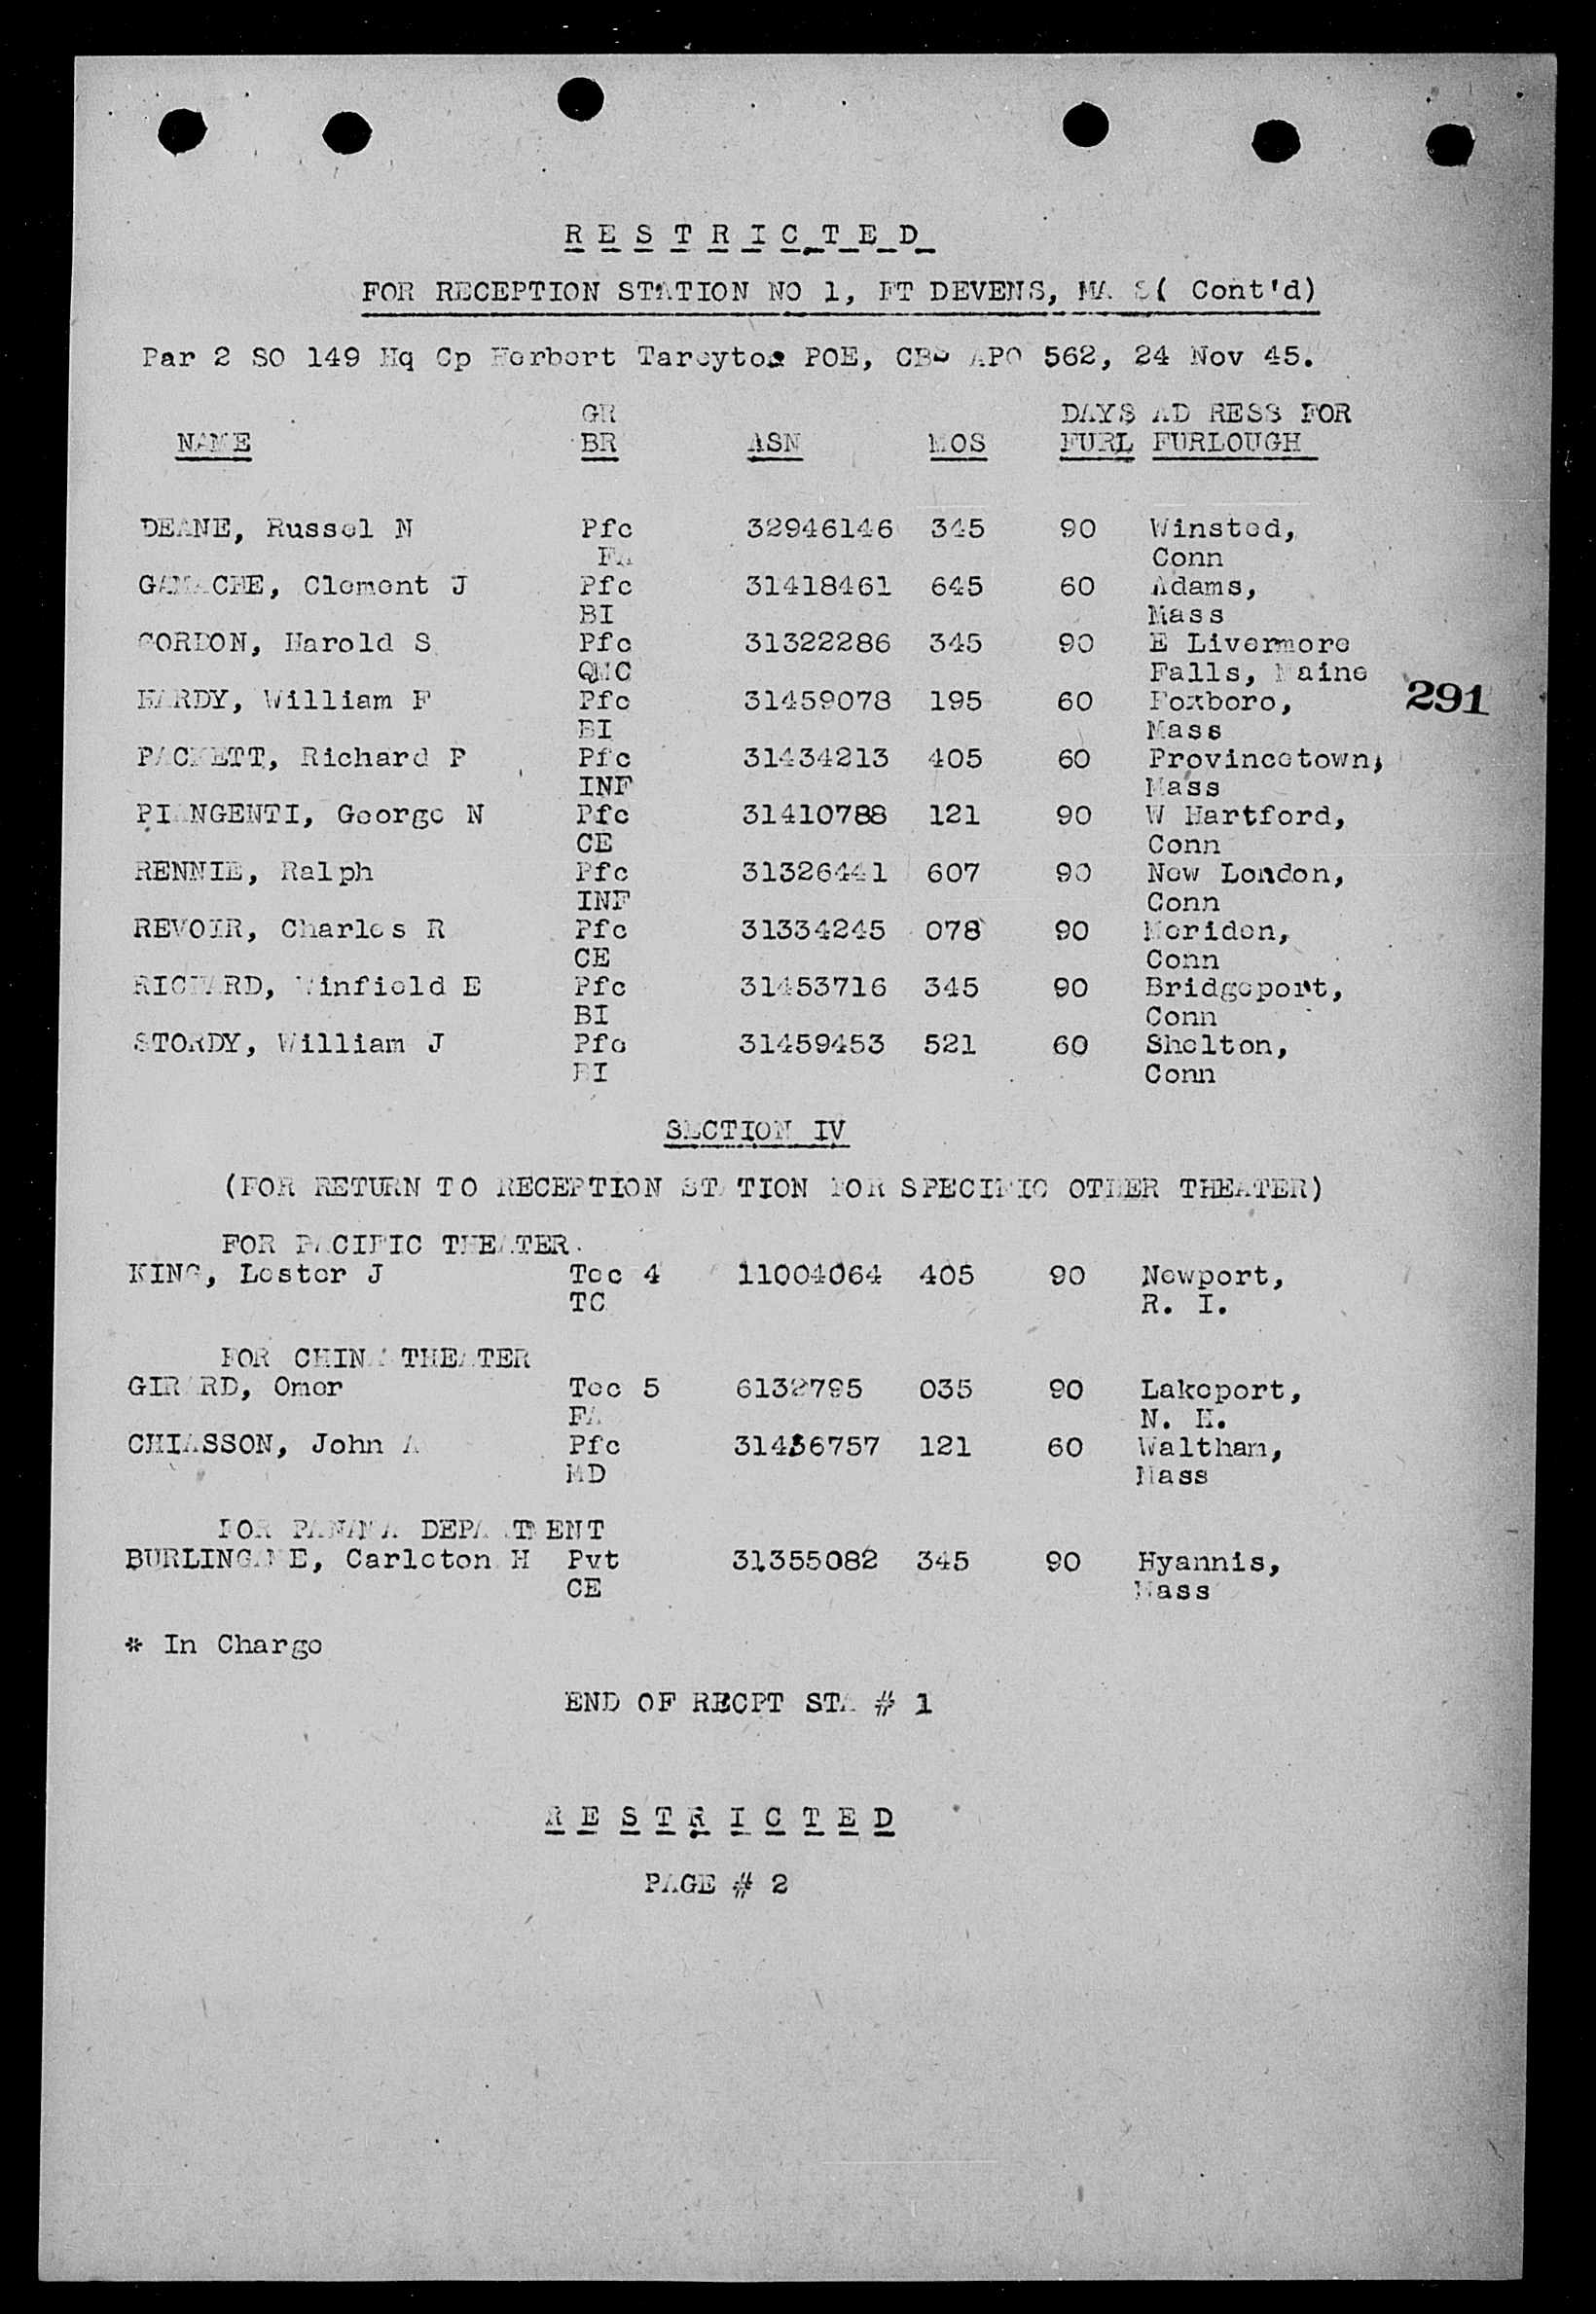 R E S T R I C T E D
FOR RECEPTION STATION NO 1, FT DEVENS, MA S( Cont'd)
Par 2 SO 149 Hq Cp Herbert Tareyton POE, CBS APO 562, 24 Nov 45.
GR DAYS AD RESS FOR
NAME BR ASN MOS FURL FURLOUGH
DEANE, Russel N Pfc 32946146 345 90 Winsted,
FA Conn
GAMACHE, Clement J Pfc 31418461 645 60 Adams,
BI Mass
GORDON, Harold S Pfc 31322286 345 90 E Livermore
QMC Falls, Maine
HARDY, William F Pfc 31459078 195 60 Foxboro,
BI Mass
PACKETT, Richard P Pfc 31434213 405 60 Provincetown,
INF Mass
PIANGENTI, George N Pfc 31410788 121 90 W Hartford,
CE Conn
RENNIE, Ralph Pfc 31326441 607 90 New London,
INF Conn
REVOIR, Charles R Pfc 31334245 078 90 Meriden,
CE Conn
RICHARD, Winfield E Pfc 31453716 345 90 Bridgeport,
BI Conn
STORDY, William J Pfc 31459453 521 60 Shelton,
BI Conn
291
SECTION IV
(FOR RETURN TO RECEPTION STATION FOR SPECIFIC OTHER THEATER)
FOR PACIFIC THEATER.
KING, Lester J Tec 4 11004064 405 90 Newport,
TC R. I.
FOR CHINA THEATER
GIRARD, Omer Tec 5 6132795 035 90 Lakeport,
FA N. H.
CHIASSON, John A Pfc 31436757 121 60 Waltham,
MD Mass
FOR PANAMA DEPARTMENT
BURLINGAME, Carleton H Pvt 31355082 345 90 Hyannis,
CE Mass
* In Charge
END OF RECPT STA # 1
R E S T R I C T E D
PAGE # 2